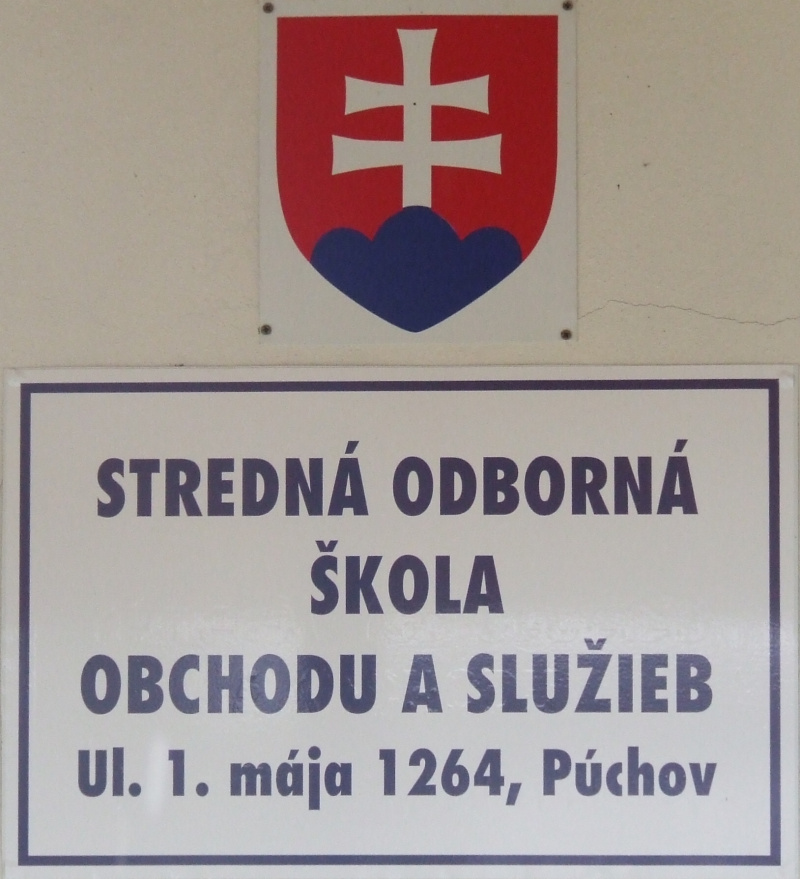 STREDNÁ ODBORNÁ
ŠKOLA
OBCHODU A SLUŽIEB
Ul. 1. mája 1264, Púchov